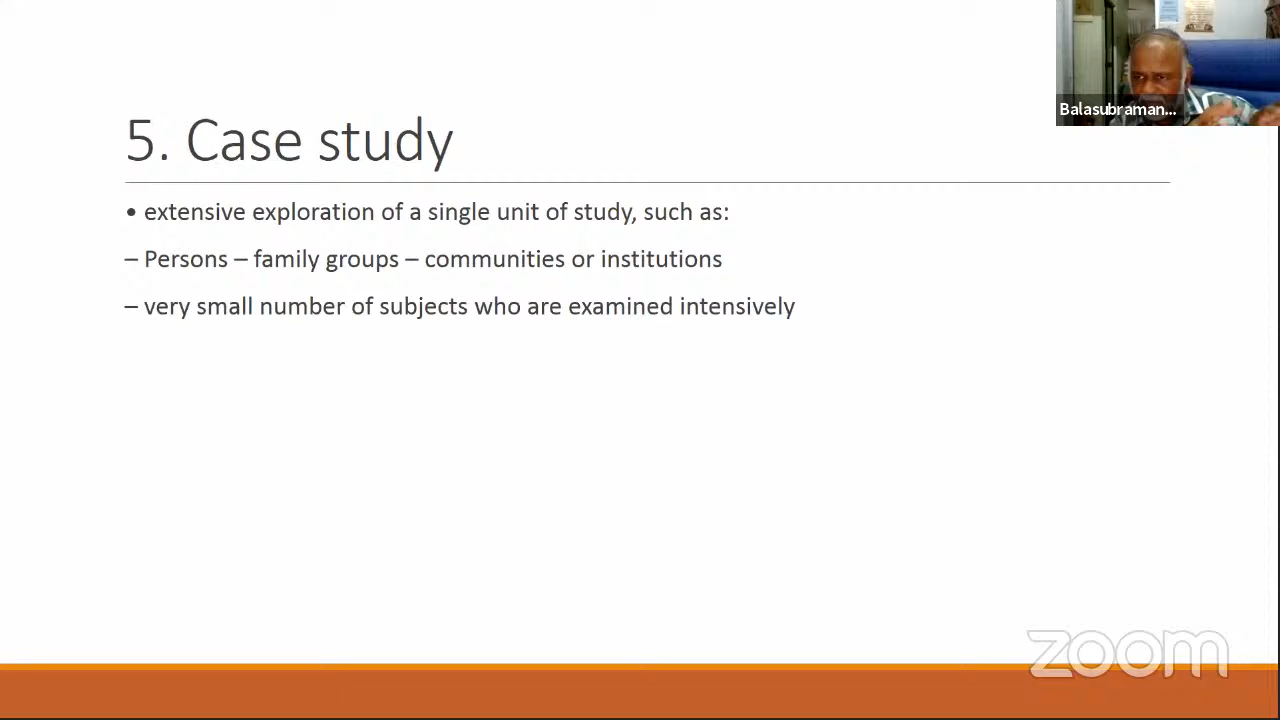 Balasubraman...
5. Case study
• extensive exploration of a single unit of study, such as:
– Persons – family groups – communities or institutions
– very small number of subjects who are examined intensively
zoom